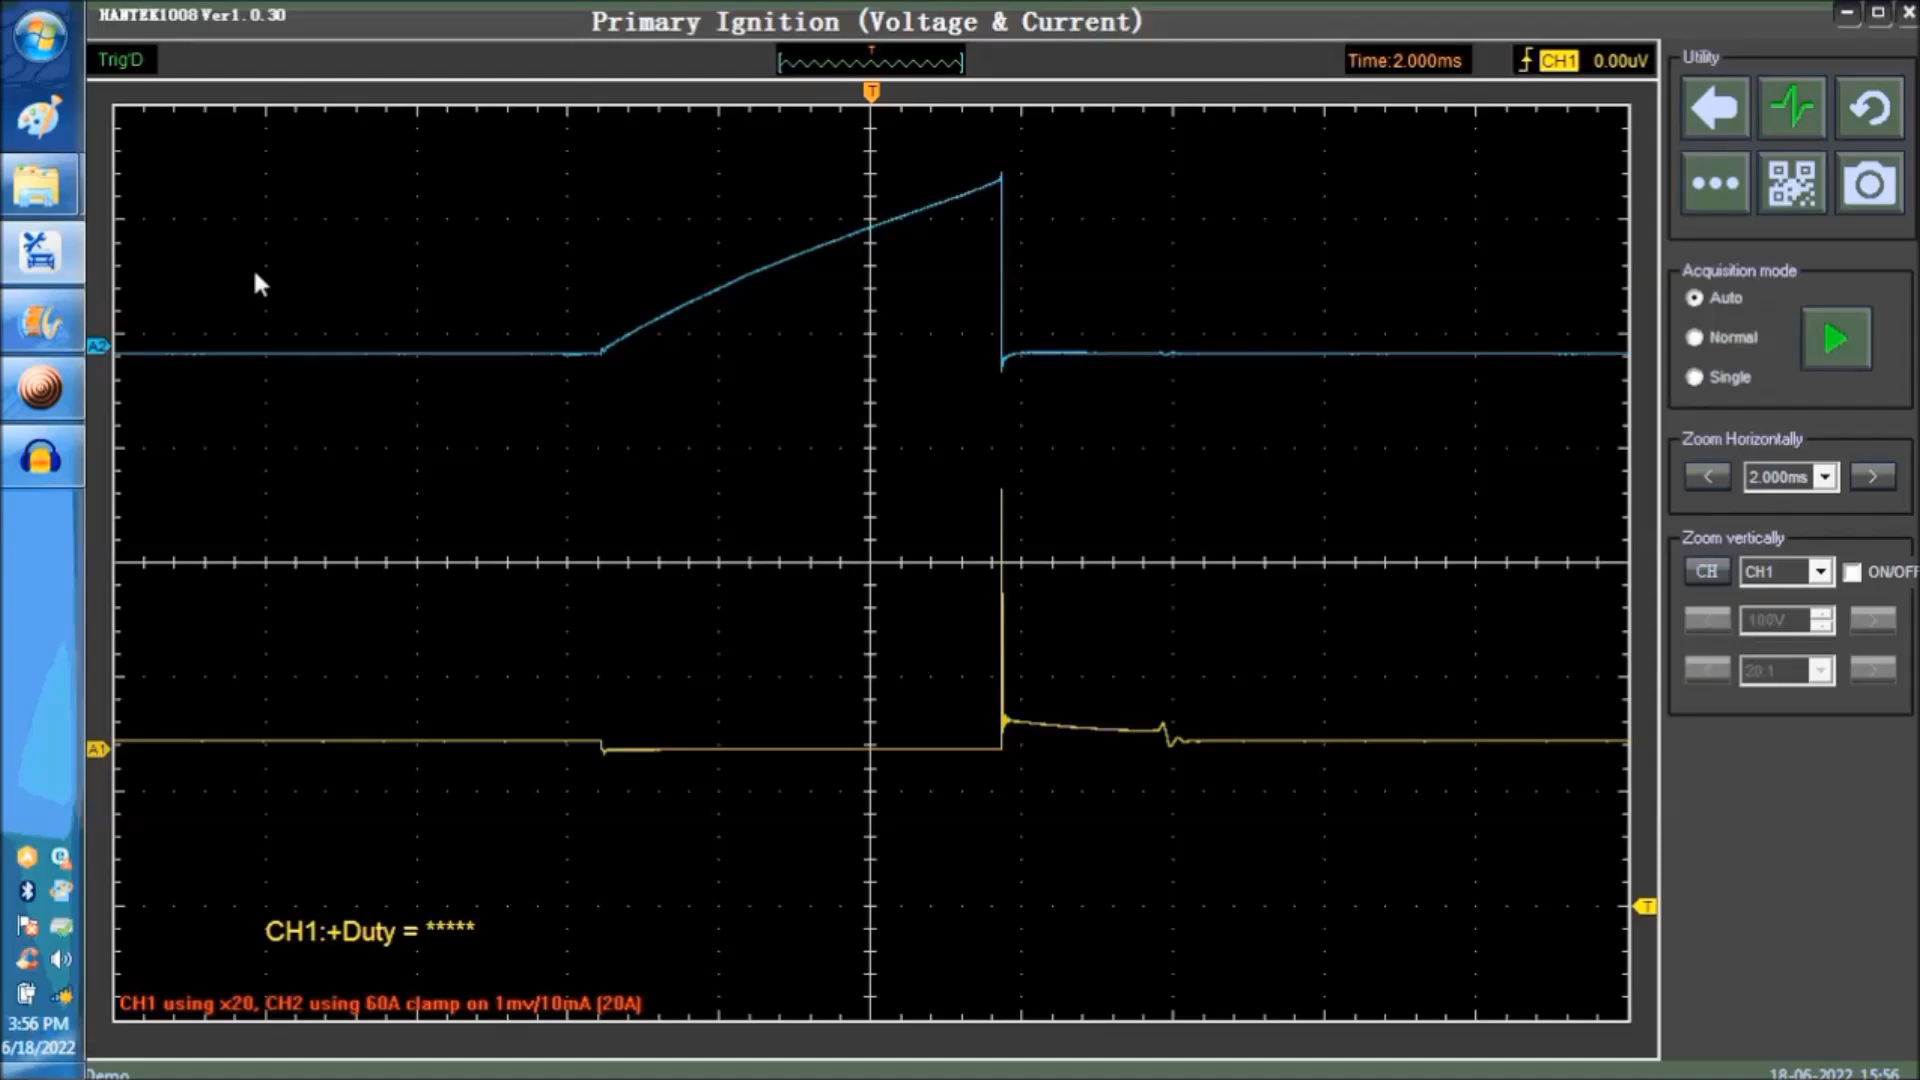 HANTEK1008 Ver1.0.30
Primary Ignition (Voltage & Current)
Trig'D
T
Time:2.000ms
CH1 0.00uV
T
Utility
Acquisition mode
Auto
Normal
Single
A2
Zoom Horizontally
< 2.000ms >
Zoom vertically
CH CH1 ON/OFF
< 100V >
20:1
A1
T
CH1:+Duty = *****
CH1 using x20, CH2 using 60A clamp on 1mv/10mA (20A)
3:56 PM
6/18/2022
Demo
18-06-2022 15:56